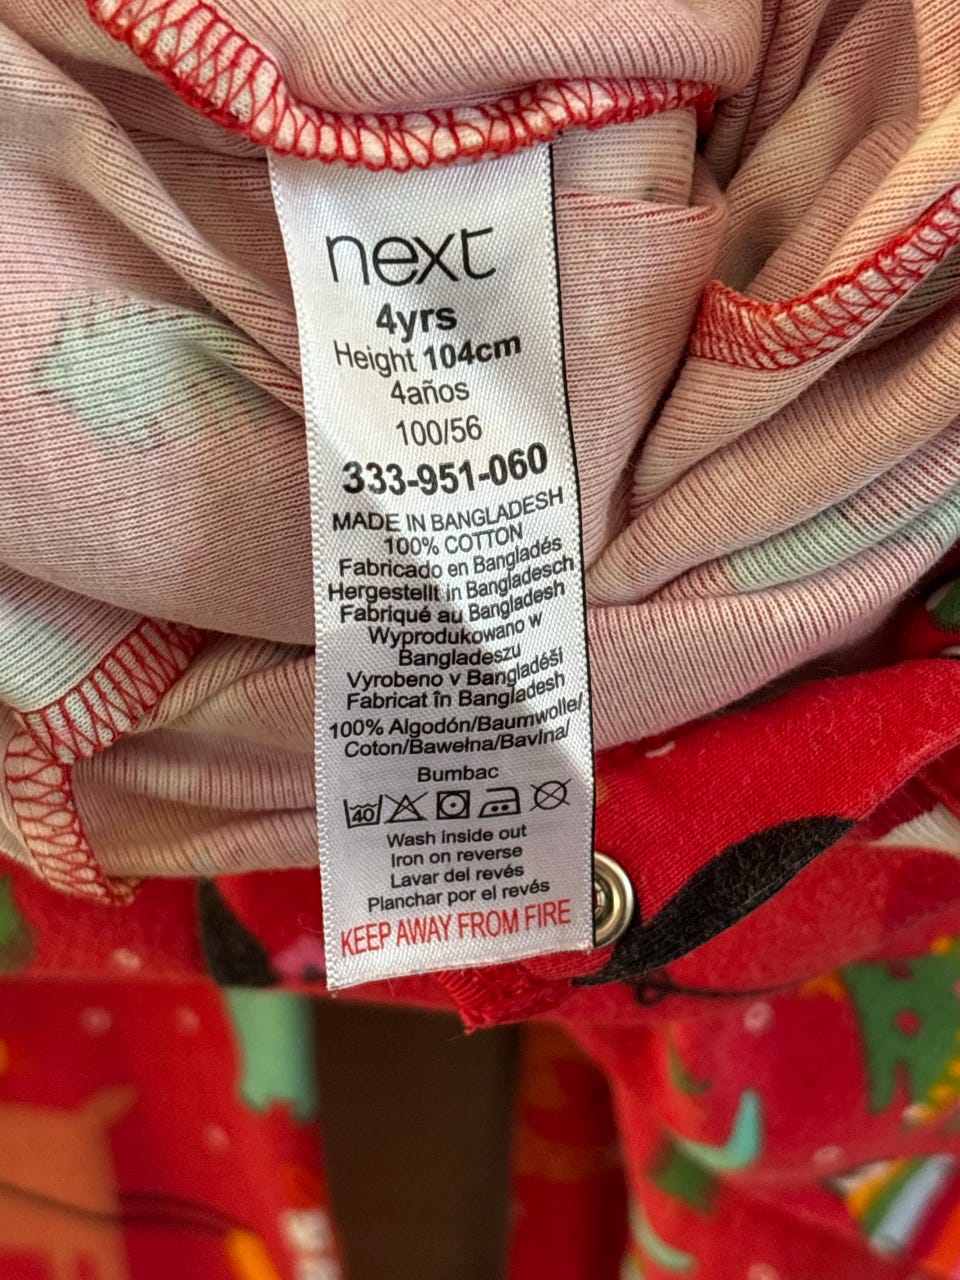 next
4yrs
Height 104cm
4años
100/56
333-951-060
MADE IN BANGLADESH
100% COTTON
Fabricado en Bangladés
Hergestellt in Bangladesch
Fabriqué au Bangladesh
Wyprodukowano w
Bangladeszu
Vyrobeno v Bangladéši
Fabricat în Bangladesh
100% Algodón/Baumwolle/
Coton/Bawełna/Bavlna/
Bumbac
40
Wash inside out
Iron on reverse
Lavar del revés
Planchar por el revés
KEEP AWAY FROM FIRE